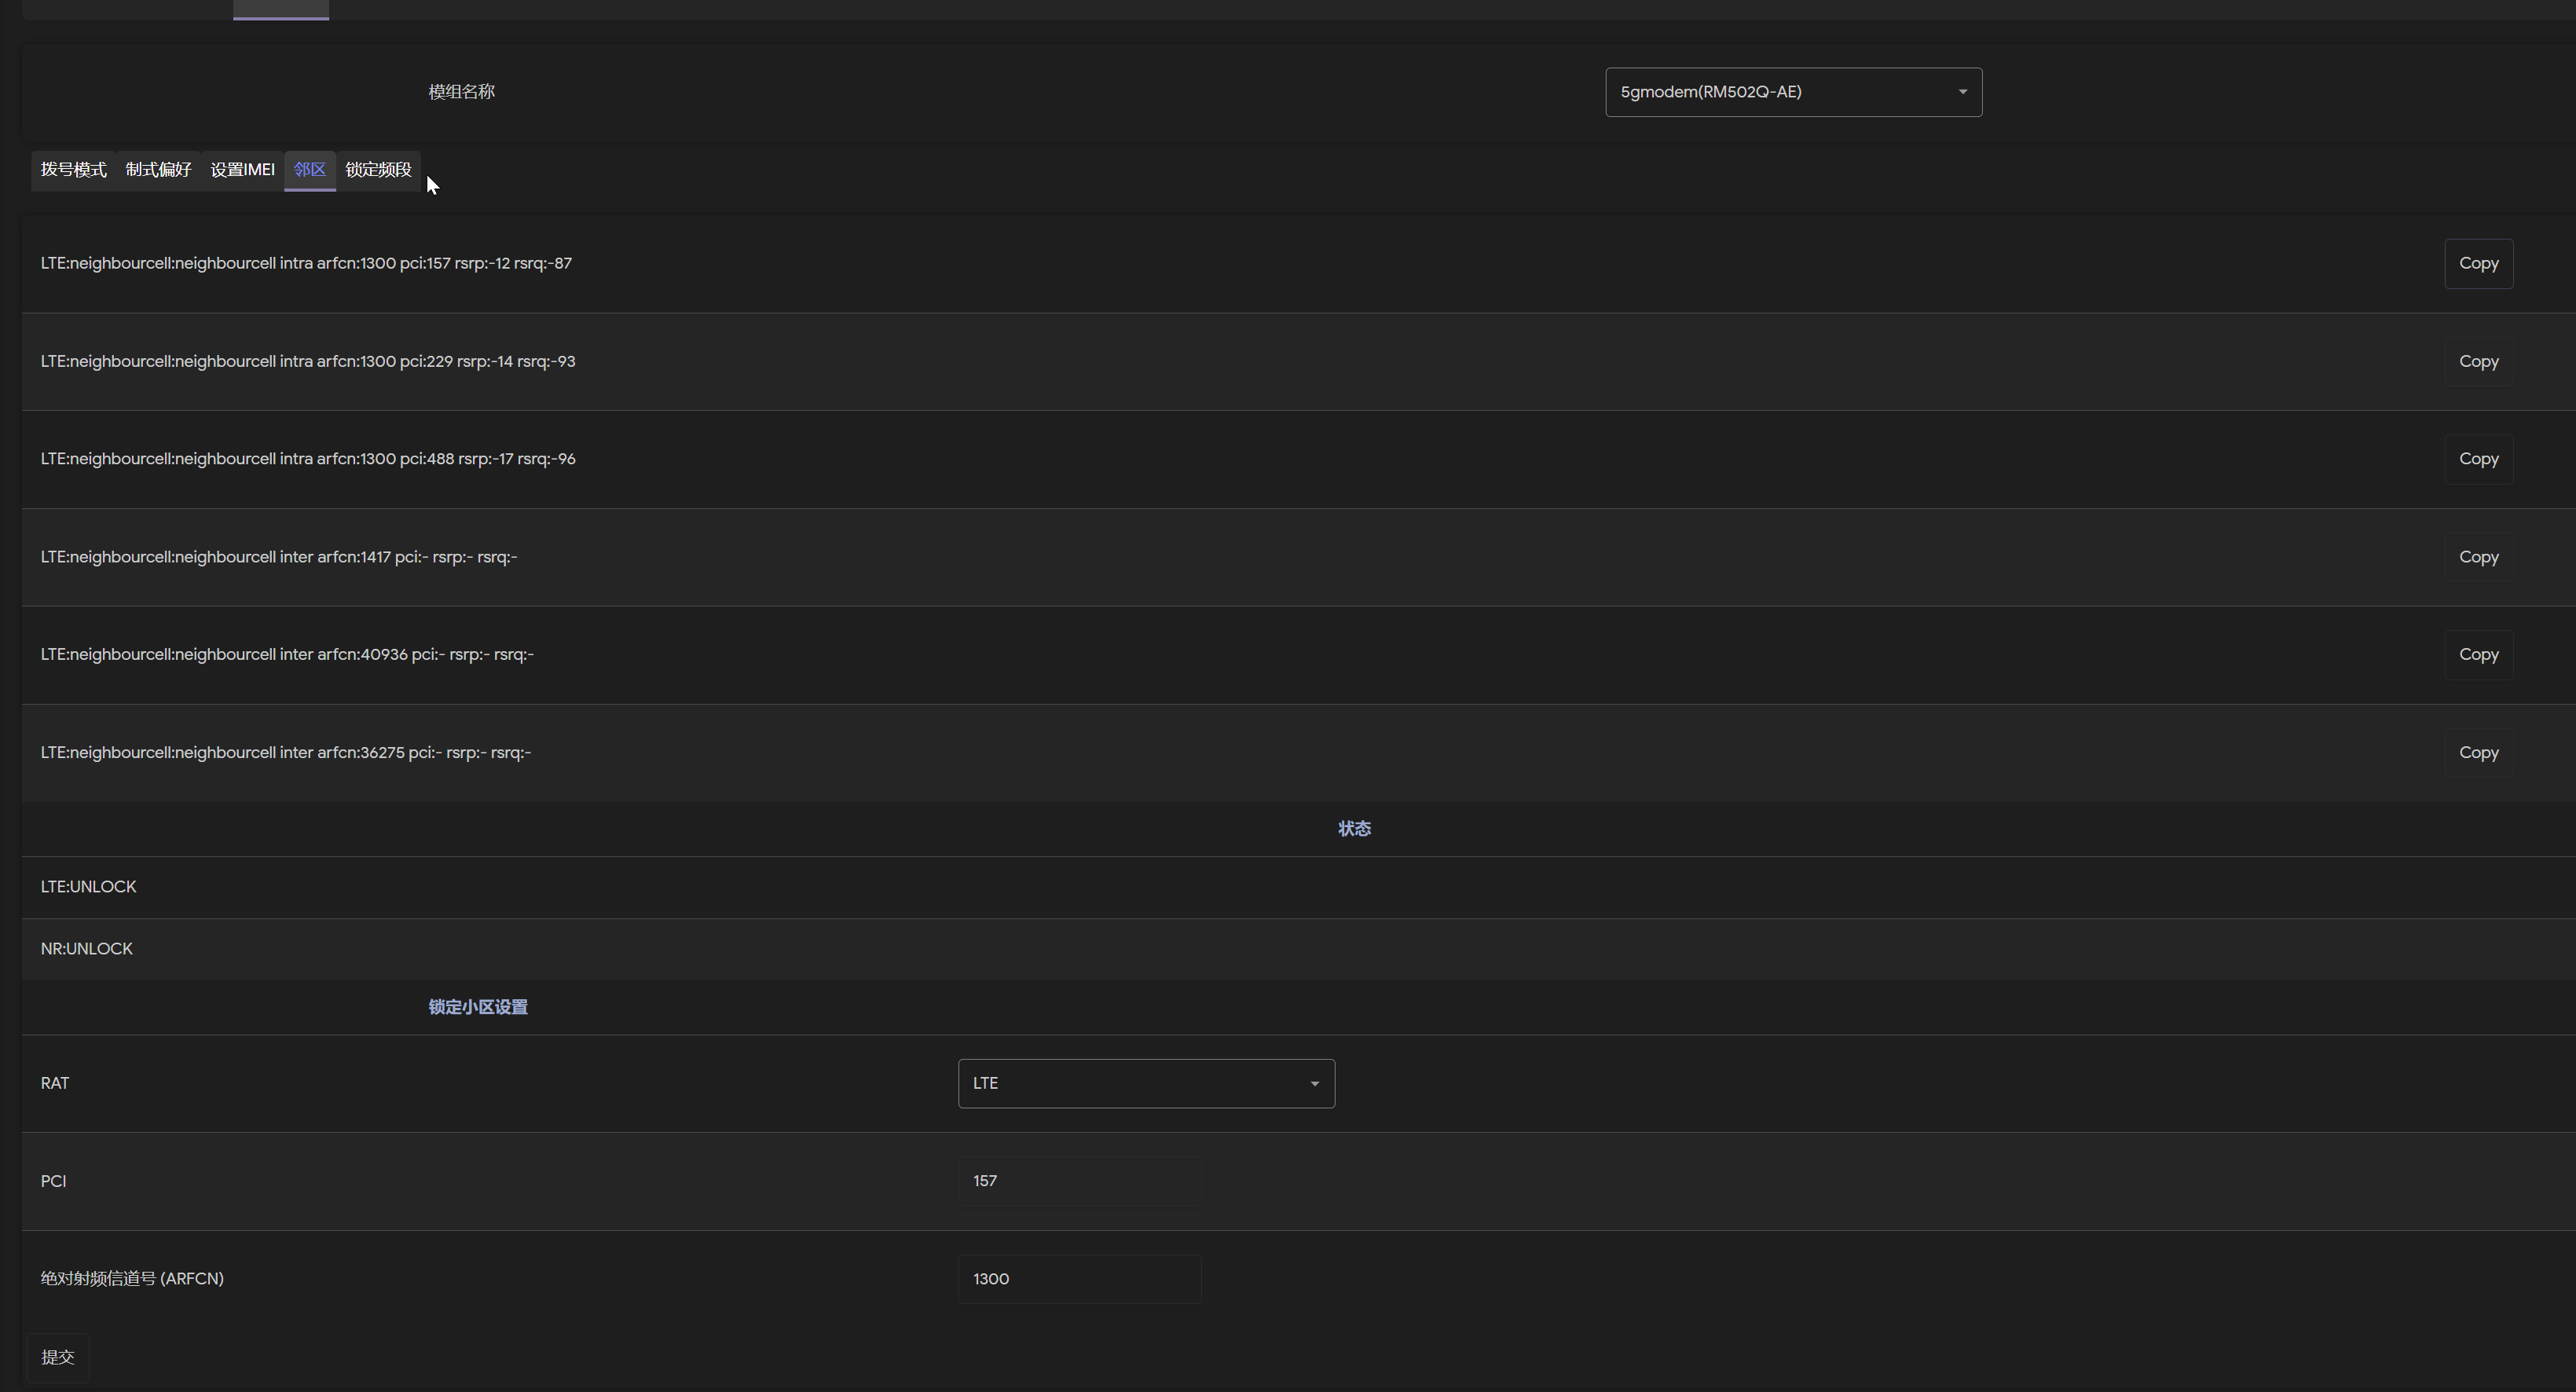 模组名称
5gmodem(RM502Q-AE)
拨号模式 制式偏好 设置IMEI 邻区 锁定频段
LTE:neighbourcell:neighbourcell intra arfcn:1300 pci:157 rsrp:-12 rsrq:-87 Copy
LTE:neighbourcell:neighbourcell intra arfcn:1300 pci:229 rsrp:-14 rsrq:-93 Copy
LTE:neighbourcell:neighbourcell intra arfcn:1300 pci:488 rsrp:-17 rsrq:-96 Copy
LTE:neighbourcell:neighbourcell inter arfcn:1417 pci:- rsrp:- rsrq:- Copy
LTE:neighbourcell:neighbourcell inter arfcn:40936 pci:- rsrp:- rsrq:- Copy
LTE:neighbourcell:neighbourcell inter arfcn:36275 pci:- rsrp:- rsrq:- Copy
状态
LTE:UNLOCK
NR:UNLOCK
锁定小区设置
RAT LTE
PCI 157
绝对射频信道号 (ARFCN) 1300
提交